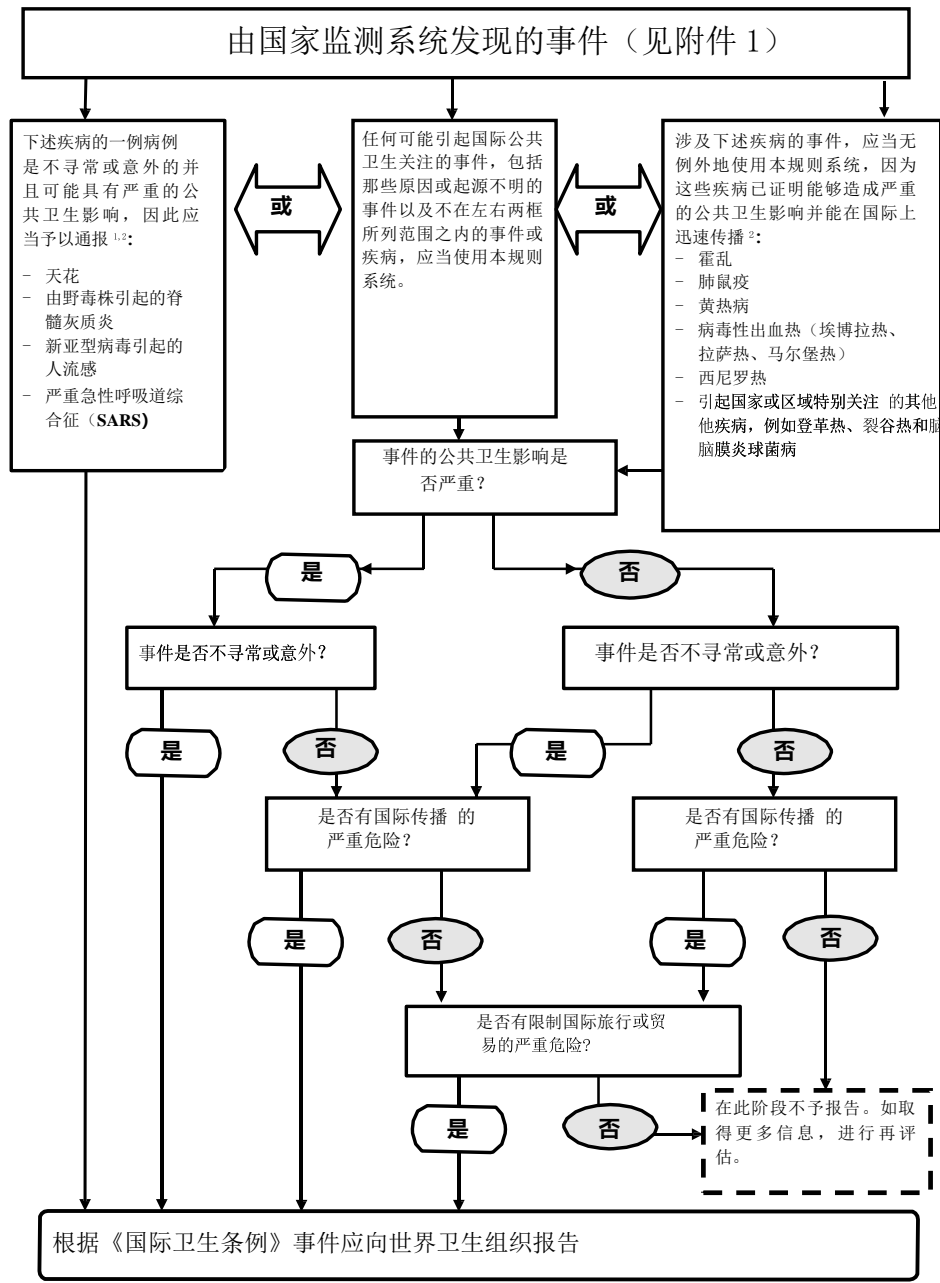 由国家监测系统发现的事件（见附件 1）
下述疾病的一例病例
是不寻常或意外的并
且可能具有严重的公
共卫生影响，因此应
当予以通报 1,2：
– 天花
– 由野毒株引起的脊
髓灰质炎
– 新亚型病毒引起的
人流感
– 严重急性呼吸道综
合征（SARS）
或
任何可能引起国际公共
卫生关注的事件，包括
那些原因或起源不明的
事件以及不在左右两框
所列范围之内的事件或
疾病，应当使用本规则
系统。
或
涉及下述疾病的事件，应当无
例外地使用本规则系统，因为
这些疾病已证明能够造成严重
的公共卫生影响并能在国际上
迅速传播 2：
– 霍乱
– 肺鼠疫
– 黄热病
– 病毒性出血热（埃博拉热、
拉萨热、马尔堡热）
– 西尼罗热
– 引起国家或区域特别关注 的其他
他疾病，例如登革热、裂谷热和脑
脑膜炎球菌病
事件的公共卫生影响是
否严重？
是
否
事件是否不寻常或意外？
事件是否不寻常或意外？
是
否
是
否
是否有国际传播 的
严重危险？
是否有国际传播 的
严重危险？
是
否
是
否
是否有限制国际旅行或贸
易的严重危险?
是
否
在此阶段不予报告。如取
得更多信息，进行再评
估。
根据《国际卫生条例》事件应向世界卫生组织报告